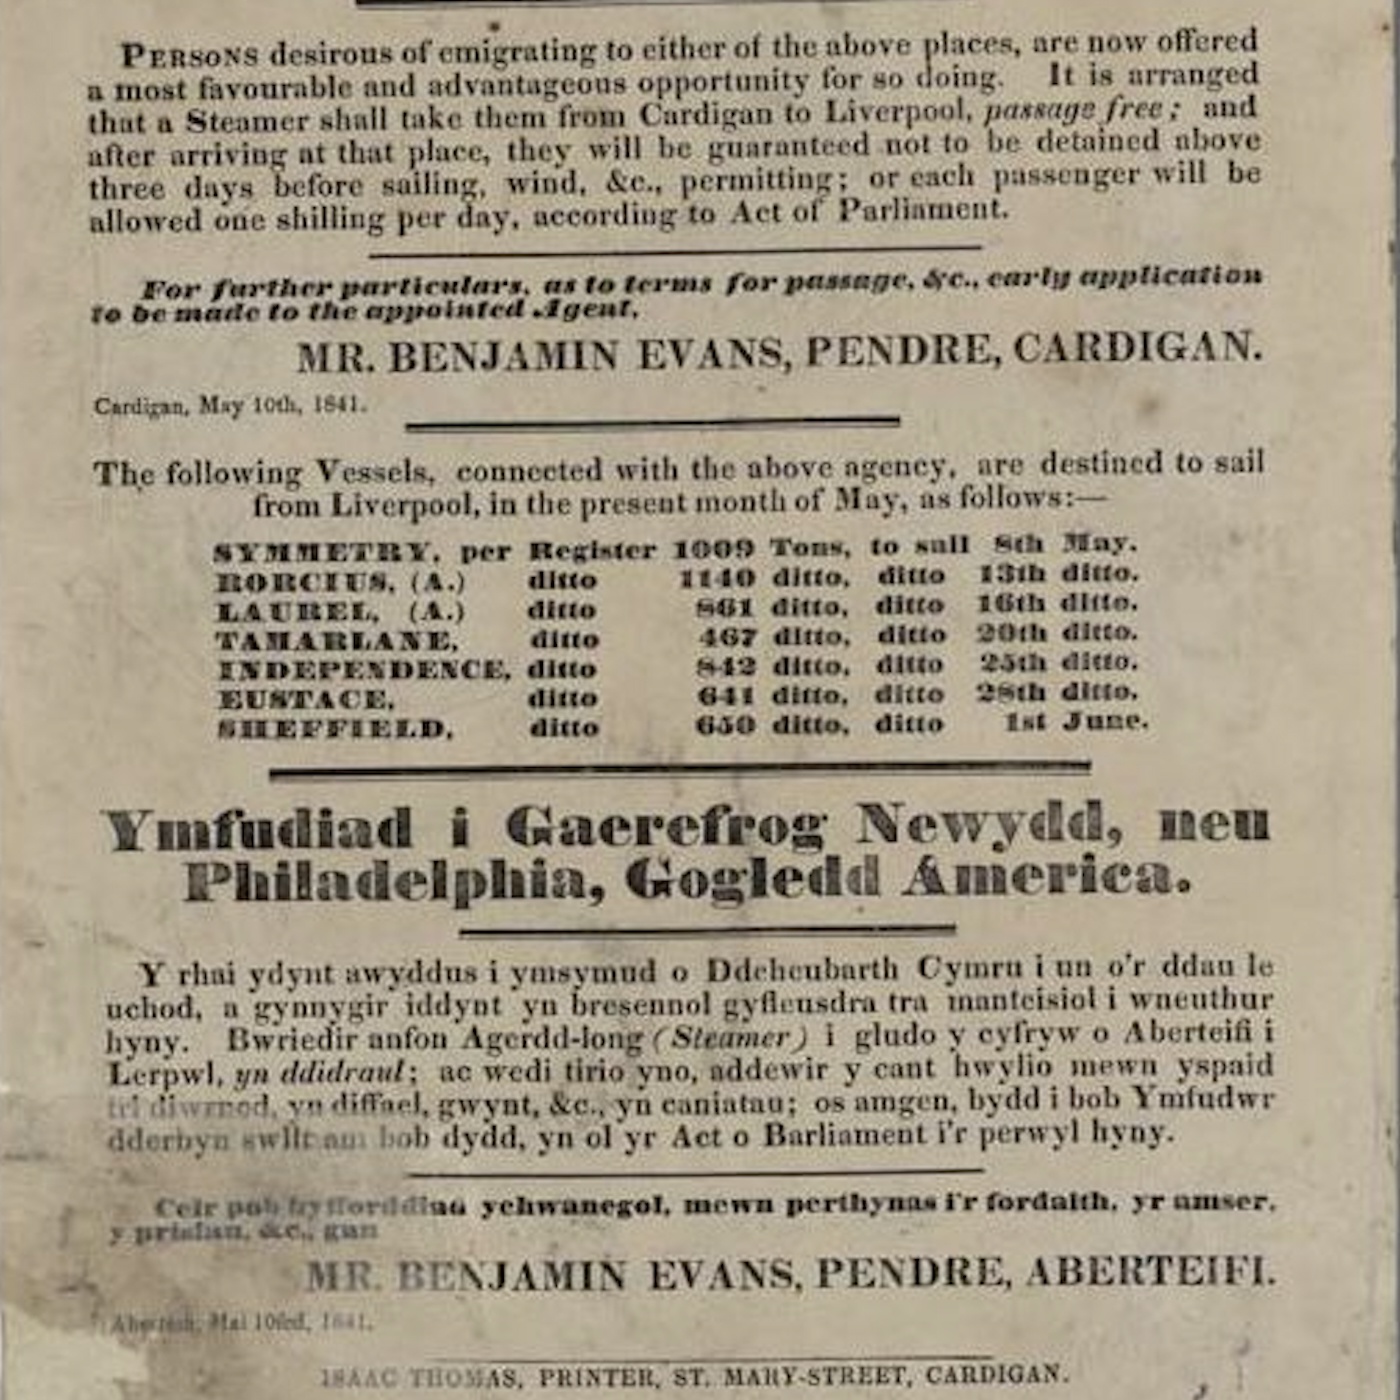 PERSONS desirous of emigrating to either of the above places, are now offered
a most favourable and advantageous opportunity for so doing. It is arranged
that a Steamer shall take them from Cardigan to Liverpool, passage free; and
after arriving at that place, they will be guaranteed not to be detained above
three days before sailing, wind, &c., permitting; or each passenger will be
allowed one shilling per day, according to Act of Parliament.
For further particulars, as to terms for passage, &c., early application
to be made to the appointed Agent,
MR. BENJAMIN EVANS, PENDRE, CARDIGAN.
Cardigan, May 10th, 1841.
The following Vessels, connected with the above agency, are destined to sail
from Liverpool, in the present month of May, as follows:—
SYMMETRY, per Register 1009 Tons, to sail 8th May.
RORCIUS, (A.) ditto 1140 ditto, ditto 13th ditto.
LAUREL, (A.) ditto 861 ditto, ditto 16th ditto.
TAMARLANE, ditto 467 ditto, ditto 20th ditto.
INDEPENDENCE, ditto 842 ditto, ditto 25th ditto.
EUSTACE, ditto 641 ditto, ditto 28th ditto.
SHEFFIELD, ditto 650 ditto, ditto 1st June.
Ymfudiad i Gaerefrog Newydd, neu
Philadelphia, Gogledd America.
Y rhai ydynt awyddus i ymsymud o Ddeheubarth Cymru i un o'r ddau le
uchod, a gynnygir iddynt yn bresennol gyfleusdra tra manteisiol i wneuthur
hyny. Bwriedir anfon Agerdd-long (Steamer) i gludo y cyfryw o Aberteifi i
Lerpwl, yn ddidraul; ac wedi tirio yno, addewir y cant hwylio mewn yspaid
tri diwrnod, yn diffael, gwynt, &c., yn caniatau; os amgen, bydd i bob Ymfudwr
dderbyn swllt am bob dydd, yn ol yr Act o Barliament i'r perwyl hyny.
Ceir pob hyfforddiau ychwanegol, mewn perthynas i'r fordaith, yr amser,
y prisiau, &c., gan
MR. BENJAMIN EVANS, PENDRE, ABERTEIFI.
Aberteifi, Mai 10fed, 1841.
ISAAC THOMAS, PRINTER, ST. MARY-STREET, CARDIGAN.